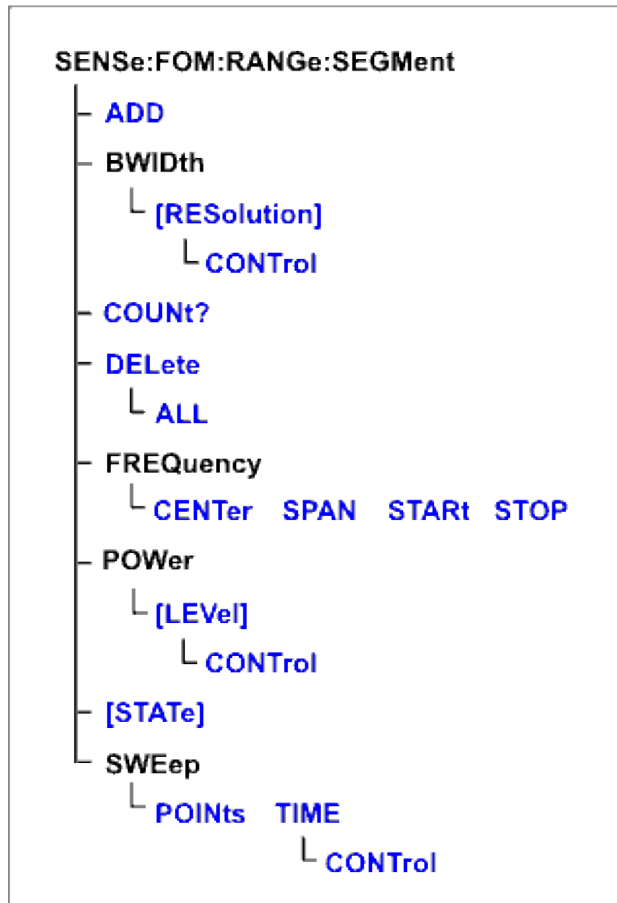 SENSe:FOM:RANGe:SEGMent
ADD
BWIDth
[RESolution]
CONTrol
COUNt?
DELete
ALL
FREQuency
CENTer SPAN STARt STOP
POWer
[LEVel]
CONTrol
[STATe]
SWEep
POINts TIME
CONTrol